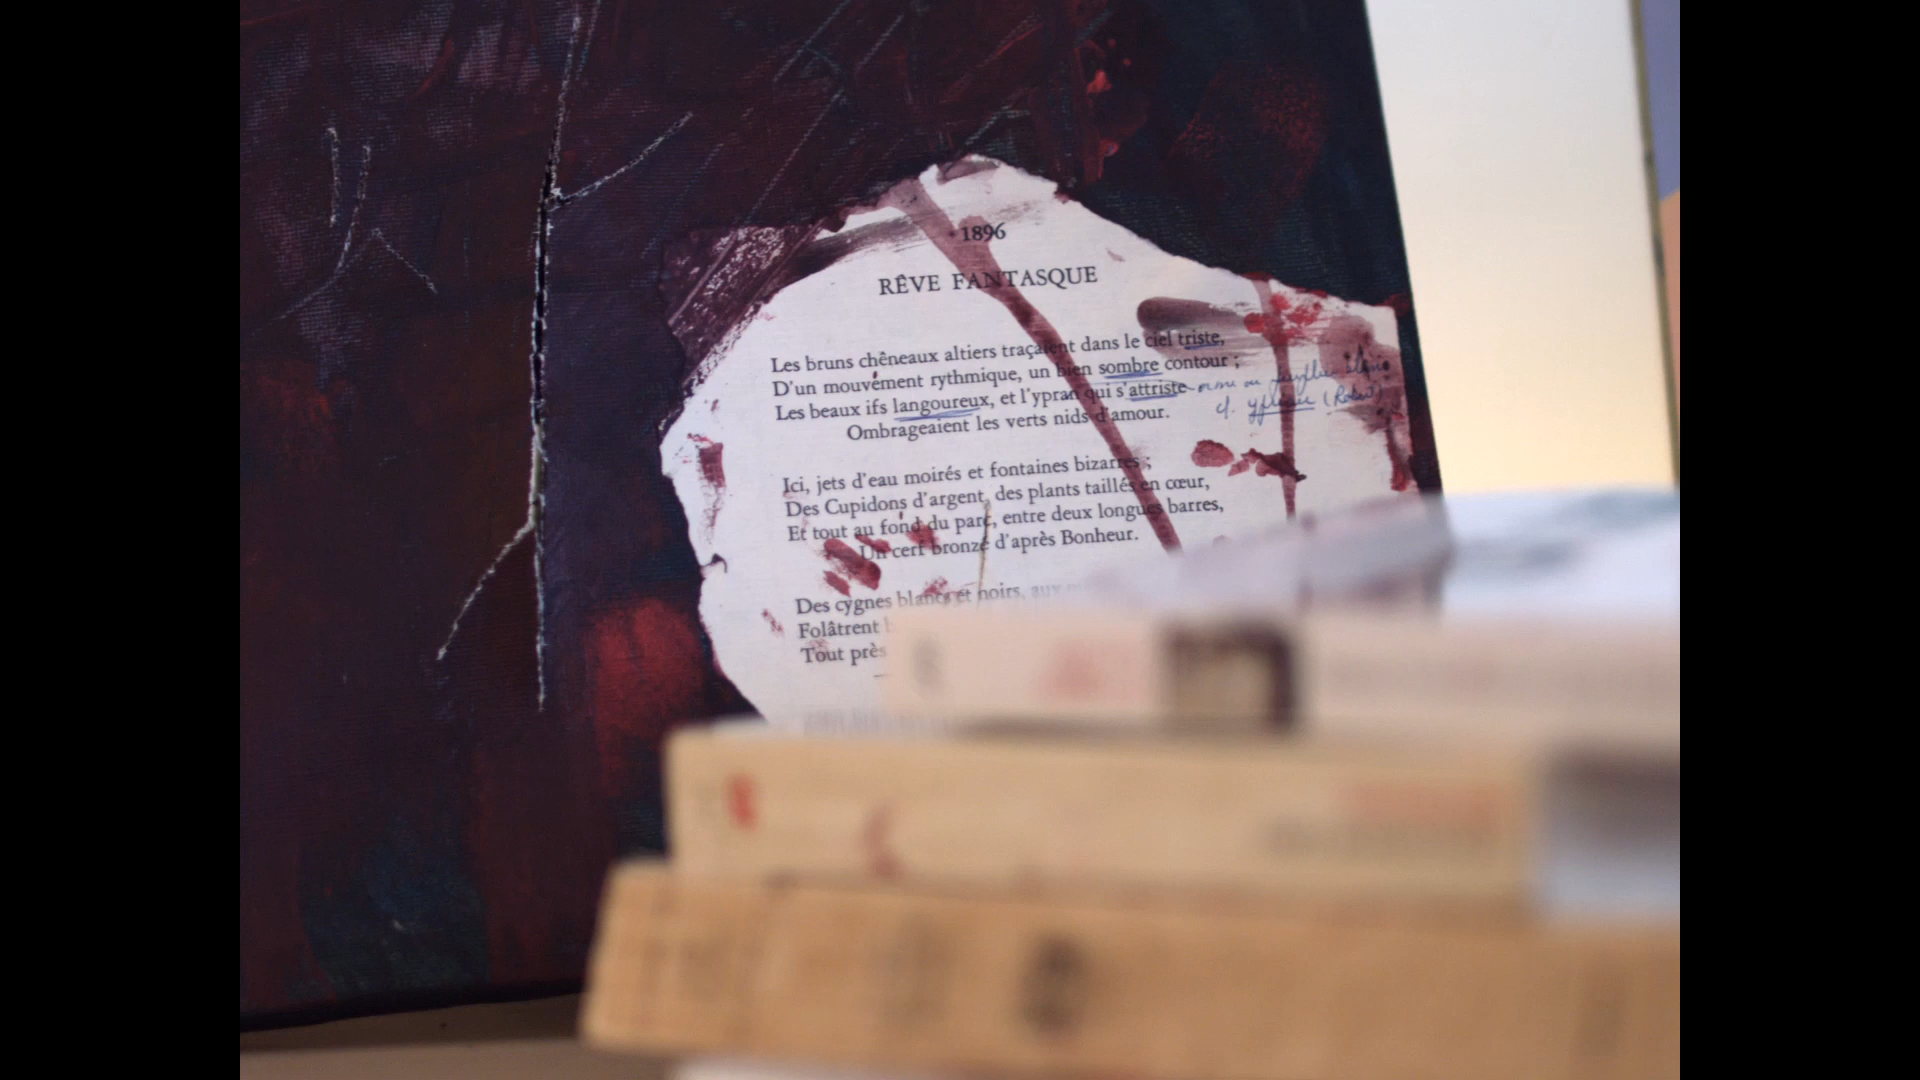 1896
RÊVE FANTASQUE
Les bruns chêneaux altiers traçaient dans le ciel triste,
D'un mouvement rythmique, un bien sombre contour ;
Les beaux ifs langoureux, et l'ypran qui s'attriste
Ombrageaient les verts nids d'amour.
Ici, jets d'eau moirés et fontaines bizarres ;
Des Cupidons d'argent, des plants taillés en cœur,
Et tout au fond du parc, entre deux longues barres,
Un cerf bronzé d'après Bonheur.
Des cygnes blancs et noirs, aux
Folâtrent
Tout près